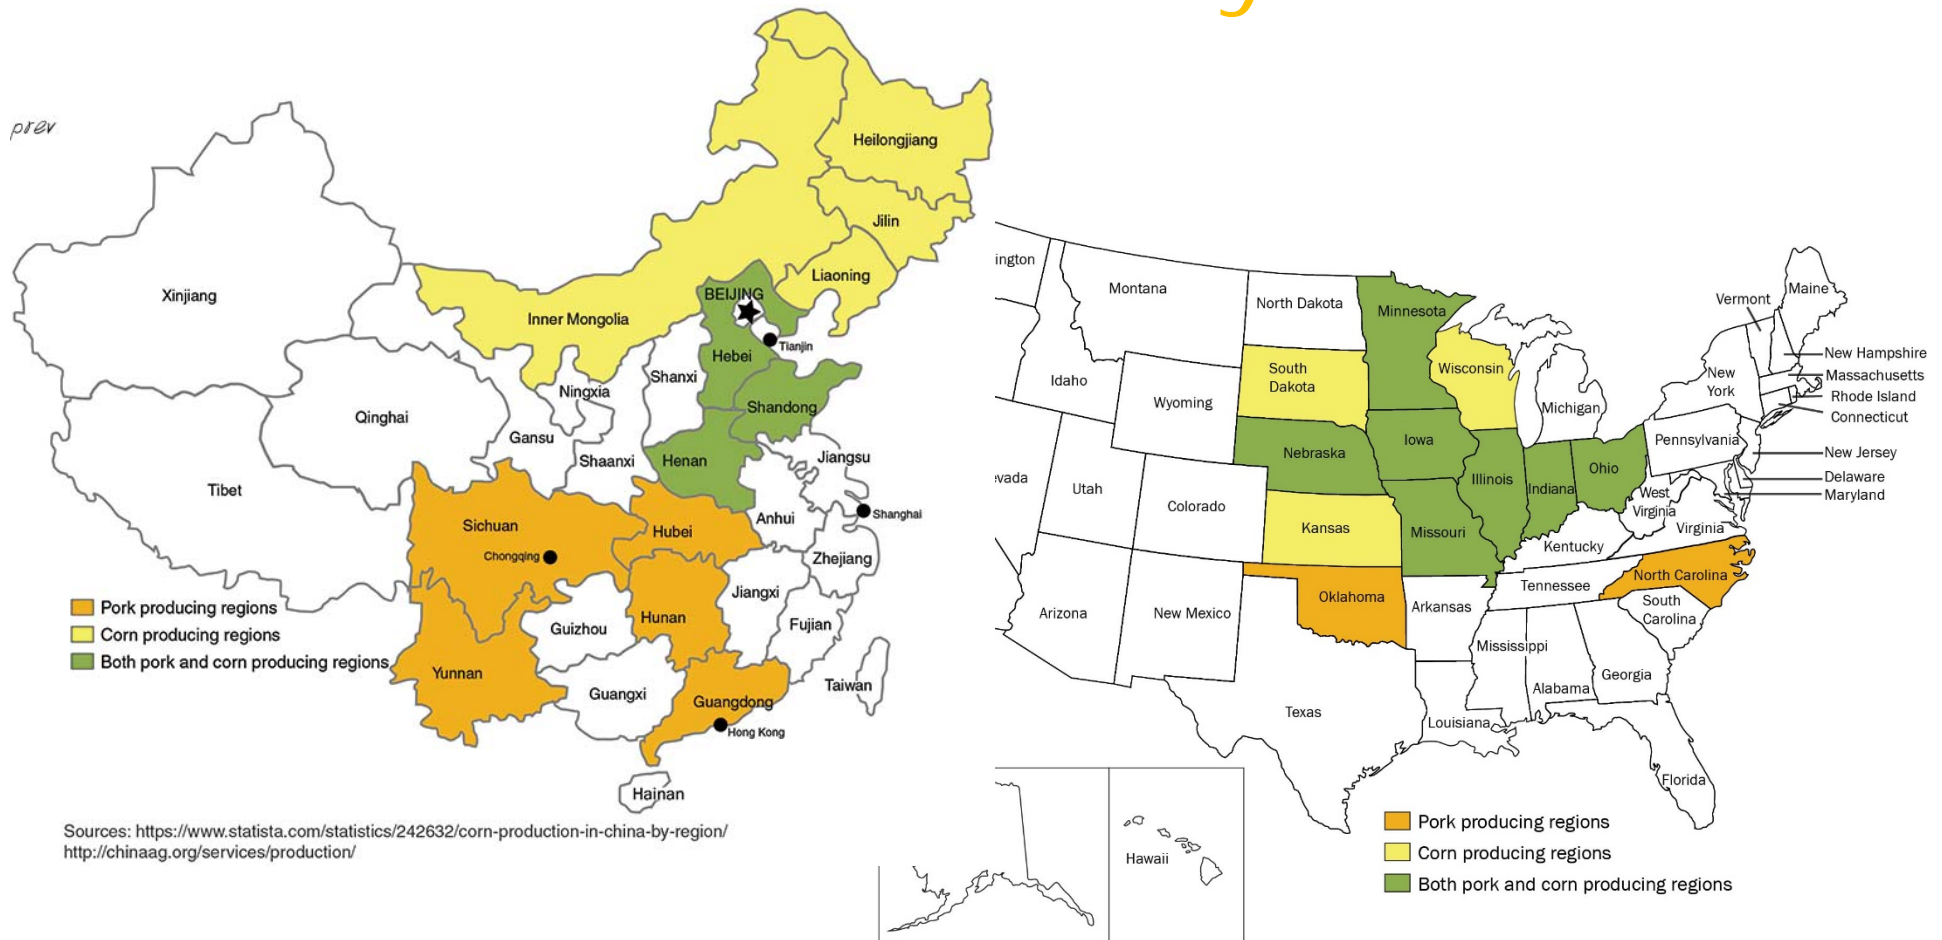 prev
Heilongjiang
Jilin
Liaoning
Inner Mongolia
BEIJING
Tianjin
Hebei
Shanxi
Ningxia
Shandong
Xinjiang
Qinghai
Gansu
Shaanxi
Henan
Jiangsu
Tibet
Sichuan
Chongqing
Hubei
Anhui
Shanghai
Zhejiang
Jiangxi
Hunan
Guizhou
Fujian
Yunnan
Guangxi
Guangdong
Taiwan
Hong Kong
Hainan
Pork producing regions
Corn producing regions
Both pork and corn producing regions
Sources: https://www.statista.com/statistics/242632/corn-production-in-china-by-region/
http://chinaag.org/services/production/
ington
Montana
North Dakota
Minnesota
Vermont
Maine
New Hampshire
Massachusetts
Rhode Island
Connecticut
New
York
Idaho
South
Dakota
Wisconsin
Wyoming
Michigan
Pennsylvania
New Jersey
Delaware
Maryland
vada
Utah
Colorado
Nebraska
Iowa
Illinois
Indiana
Ohio
West
Virginia
Virginia
Kansas
Missouri
Kentucky
Arizona
New Mexico
Oklahoma
Arkansas
Tennessee
North Carolina
South
Carolina
Mississippi
Alabama
Georgia
Texas
Louisiana
Florida
Hawaii
Pork producing regions
Corn producing regions
Both pork and corn producing regions